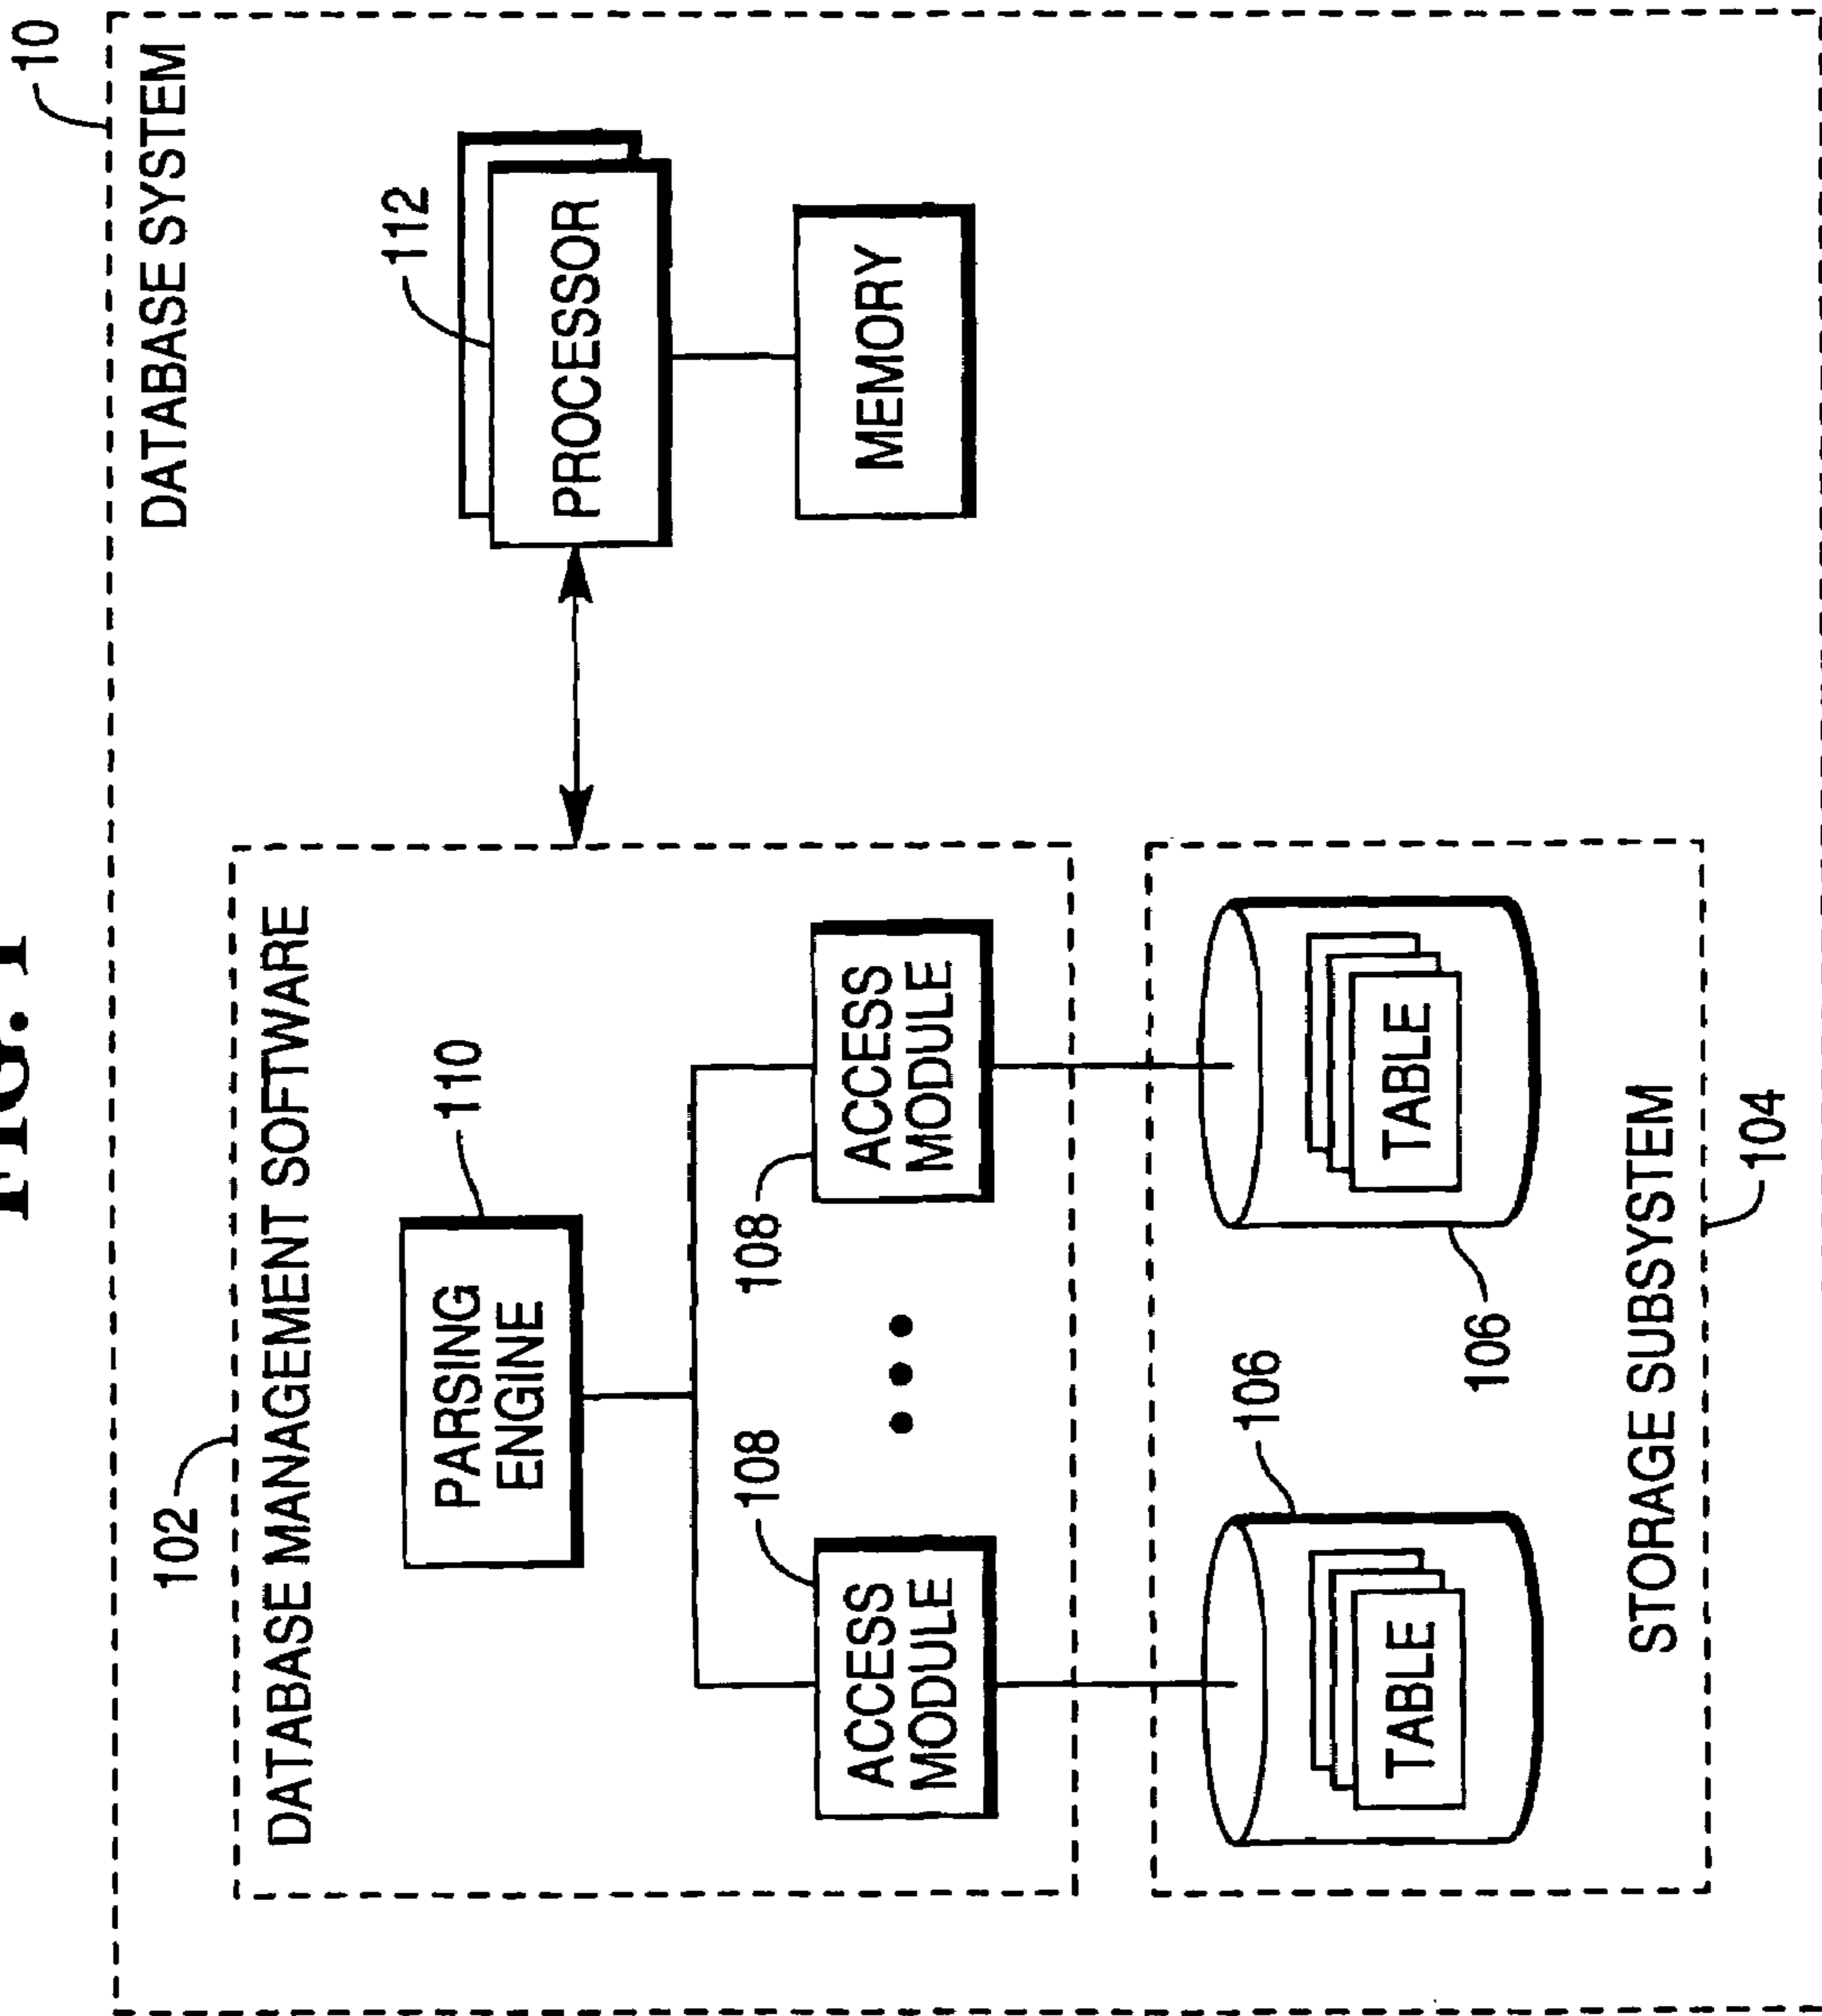 FIG. 1
10
DATABASE SYSTEM
102
DATABASE MANAGEMENT SOFTWARE
PARSING
ENGINE
110
112
PROCESSOR
MEMORY
108
108
ACCESS
MODULE
ACCESS
MODULE
106
TABLE
TABLE
106
STORAGE SUBSYSTEM
104